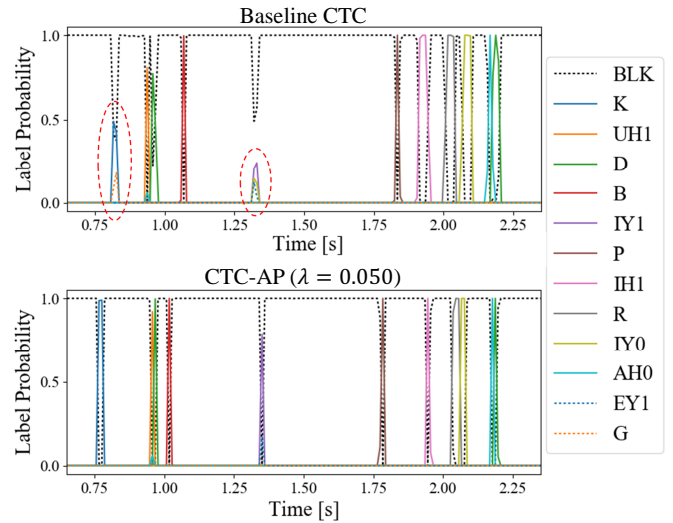 Baseline CTC
1.0
0.5
0.0
Label Probability
0.75 1.00 1.25 1.50 1.75 2.00 2.25
Time [s]
CTC-AP (λ = 0.050)
1.0
0.5
0.0
Label Probability
0.75 1.00 1.25 1.50 1.75 2.00 2.25
Time [s]
BLK
K
UH1
D
B
IY1
P
IH1
R
IY0
AH0
EY1
G